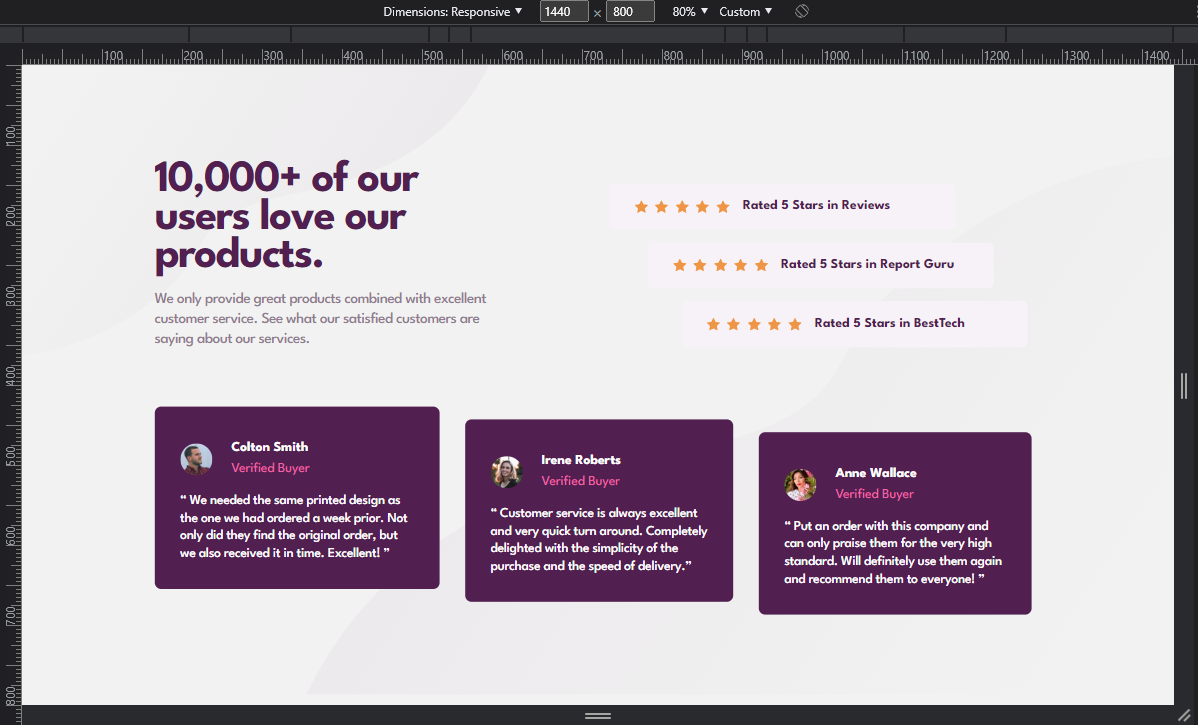 Dimensions: Responsive ▼ 1440 × 800 80% ▼ Custom ▼
100 200 300 400 500 600 700 800 900 1000 1100 1200 1300 1400
100
200
300
400
500
600
700
800
10,000+ of our
users love our
products.
We only provide great products combined with excellent
customer service. See what our satisfied customers are
saying about our services.
Rated 5 Stars in Reviews
Rated 5 Stars in Report Guru
Rated 5 Stars in BestTech
Colton Smith
Verified Buyer
“ We needed the same printed design as
the one we had ordered a week prior. Not
only did they find the original order, but
we also received it in time. Excellent! ”
Irene Roberts
Verified Buyer
“ Customer service is always excellent
and very quick turn around. Completely
delighted with the simplicity of the
purchase and the speed of delivery.”
Anne Wallace
Verified Buyer
“ Put an order with this company and
can only praise them for the very high
standard. Will definitely use them again
and recommend them to everyone! ”